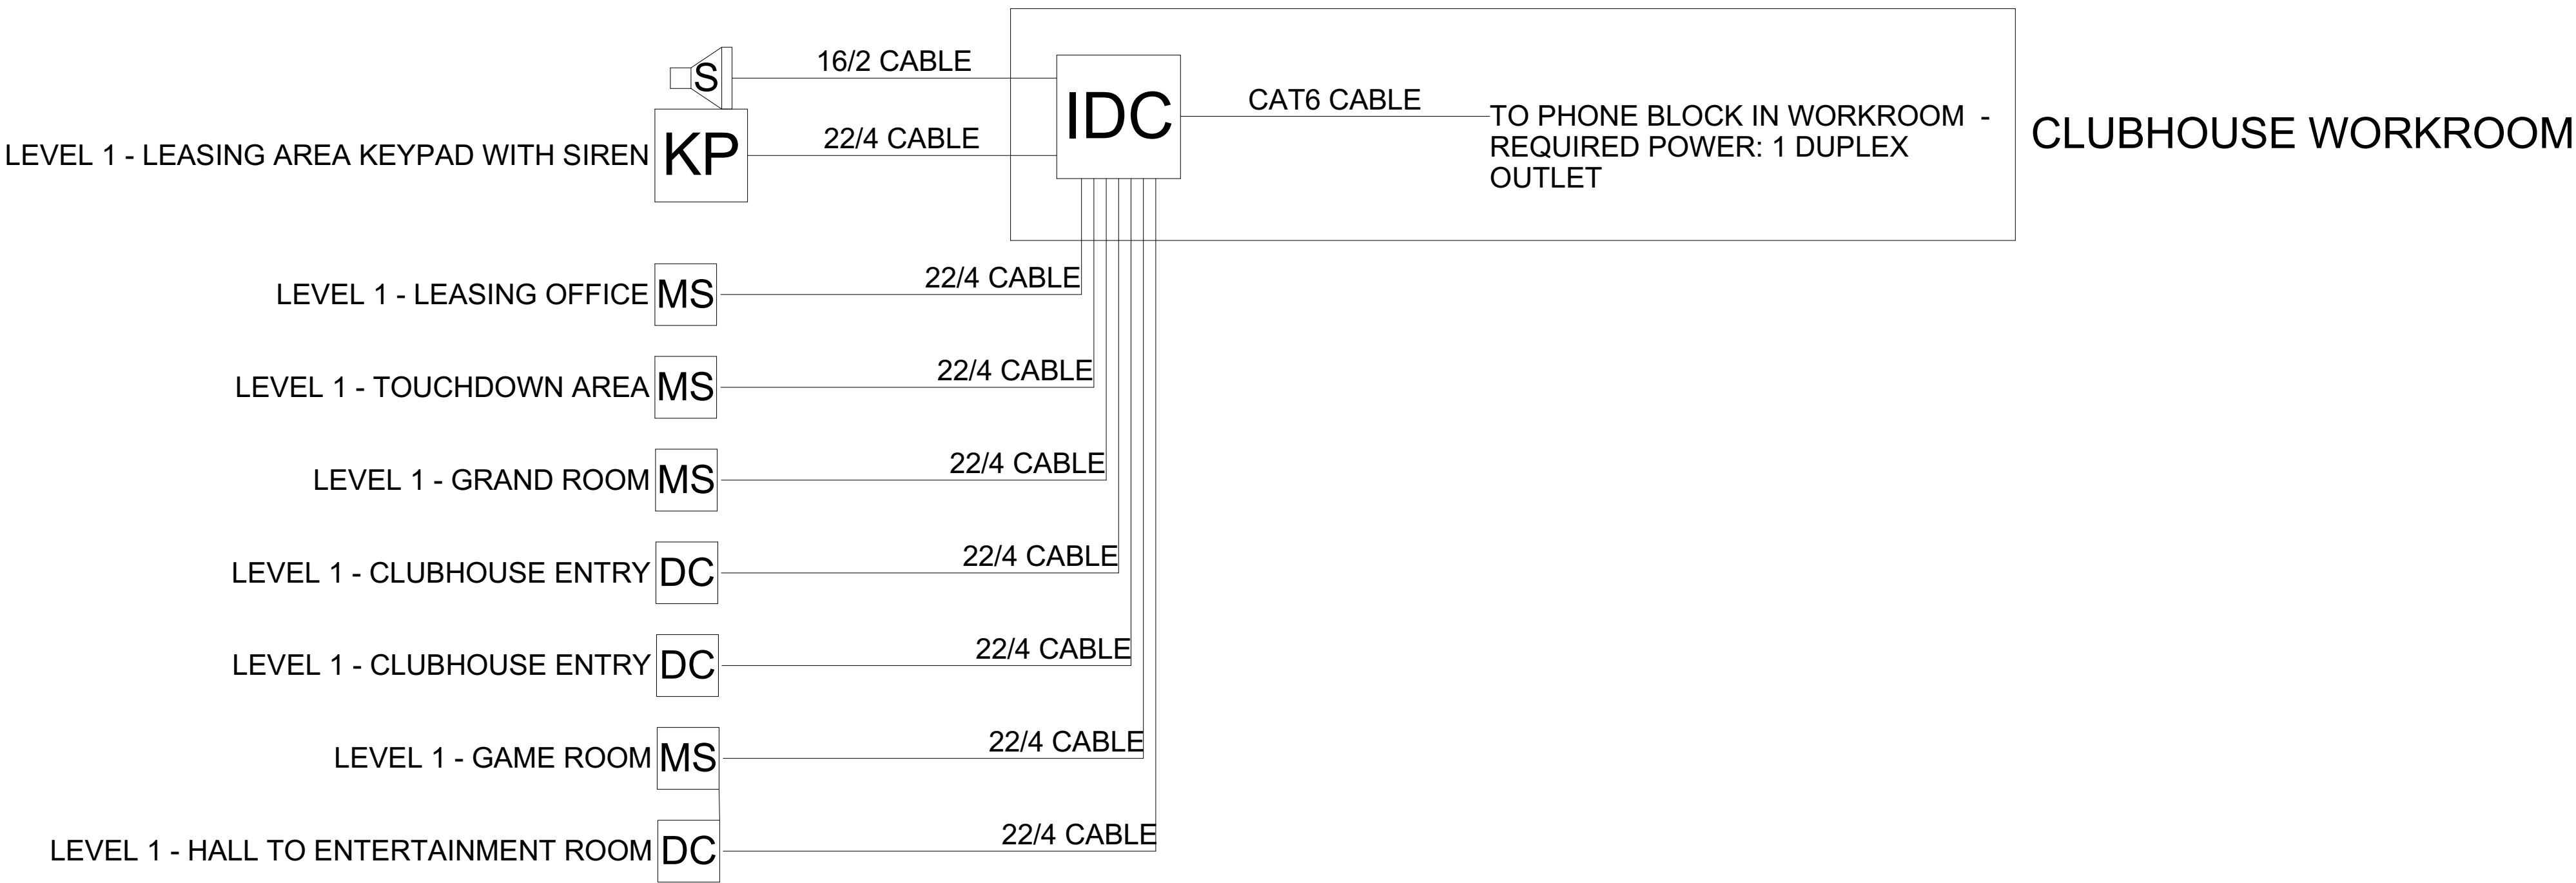 16/2 CABLE
S
IDC
CAT6 CABLE
TO PHONE BLOCK IN WORKROOM -
REQUIRED POWER: 1 DUPLEX
OUTLET
CLUBHOUSE WORKROOM
LEVEL 1 - LEASING AREA KEYPAD WITH SIREN
KP
22/4 CABLE
LEVEL 1 - LEASING OFFICE
MS
22/4 CABLE
LEVEL 1 - TOUCHDOWN AREA
MS
22/4 CABLE
LEVEL 1 - GRAND ROOM
MS
22/4 CABLE
LEVEL 1 - CLUBHOUSE ENTRY
DC
22/4 CABLE
LEVEL 1 - CLUBHOUSE ENTRY
DC
22/4 CABLE
LEVEL 1 - GAME ROOM
MS
22/4 CABLE
LEVEL 1 - HALL TO ENTERTAINMENT ROOM
DC
22/4 CABLE